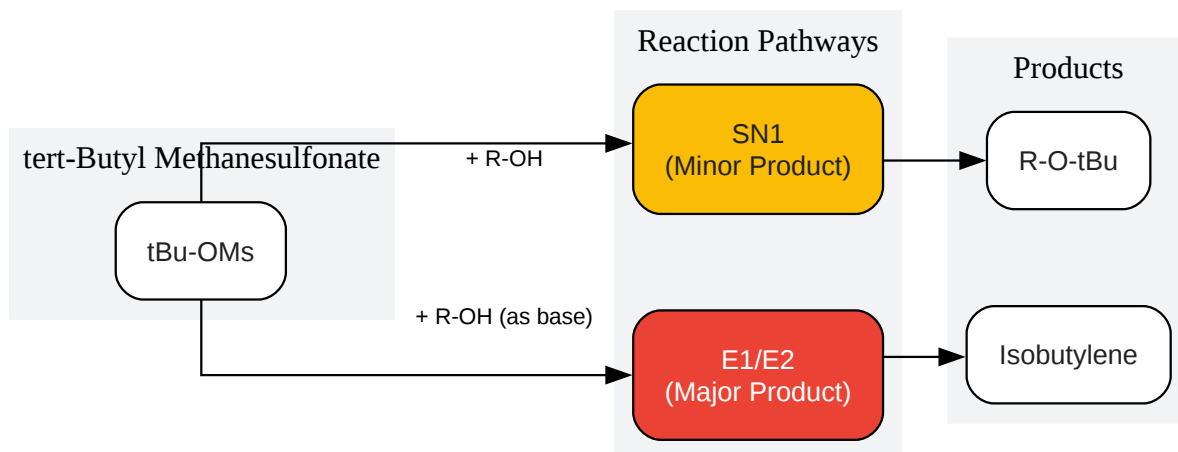 Reaction Pathways
Products
tert-Butyl Methanesulfonate
SN1
(Minor Product)
+ R-OH
R-O-tBu
tBu-OMs
+ R-OH (as base)
E1/E2
(Major Product)
Isobutylene